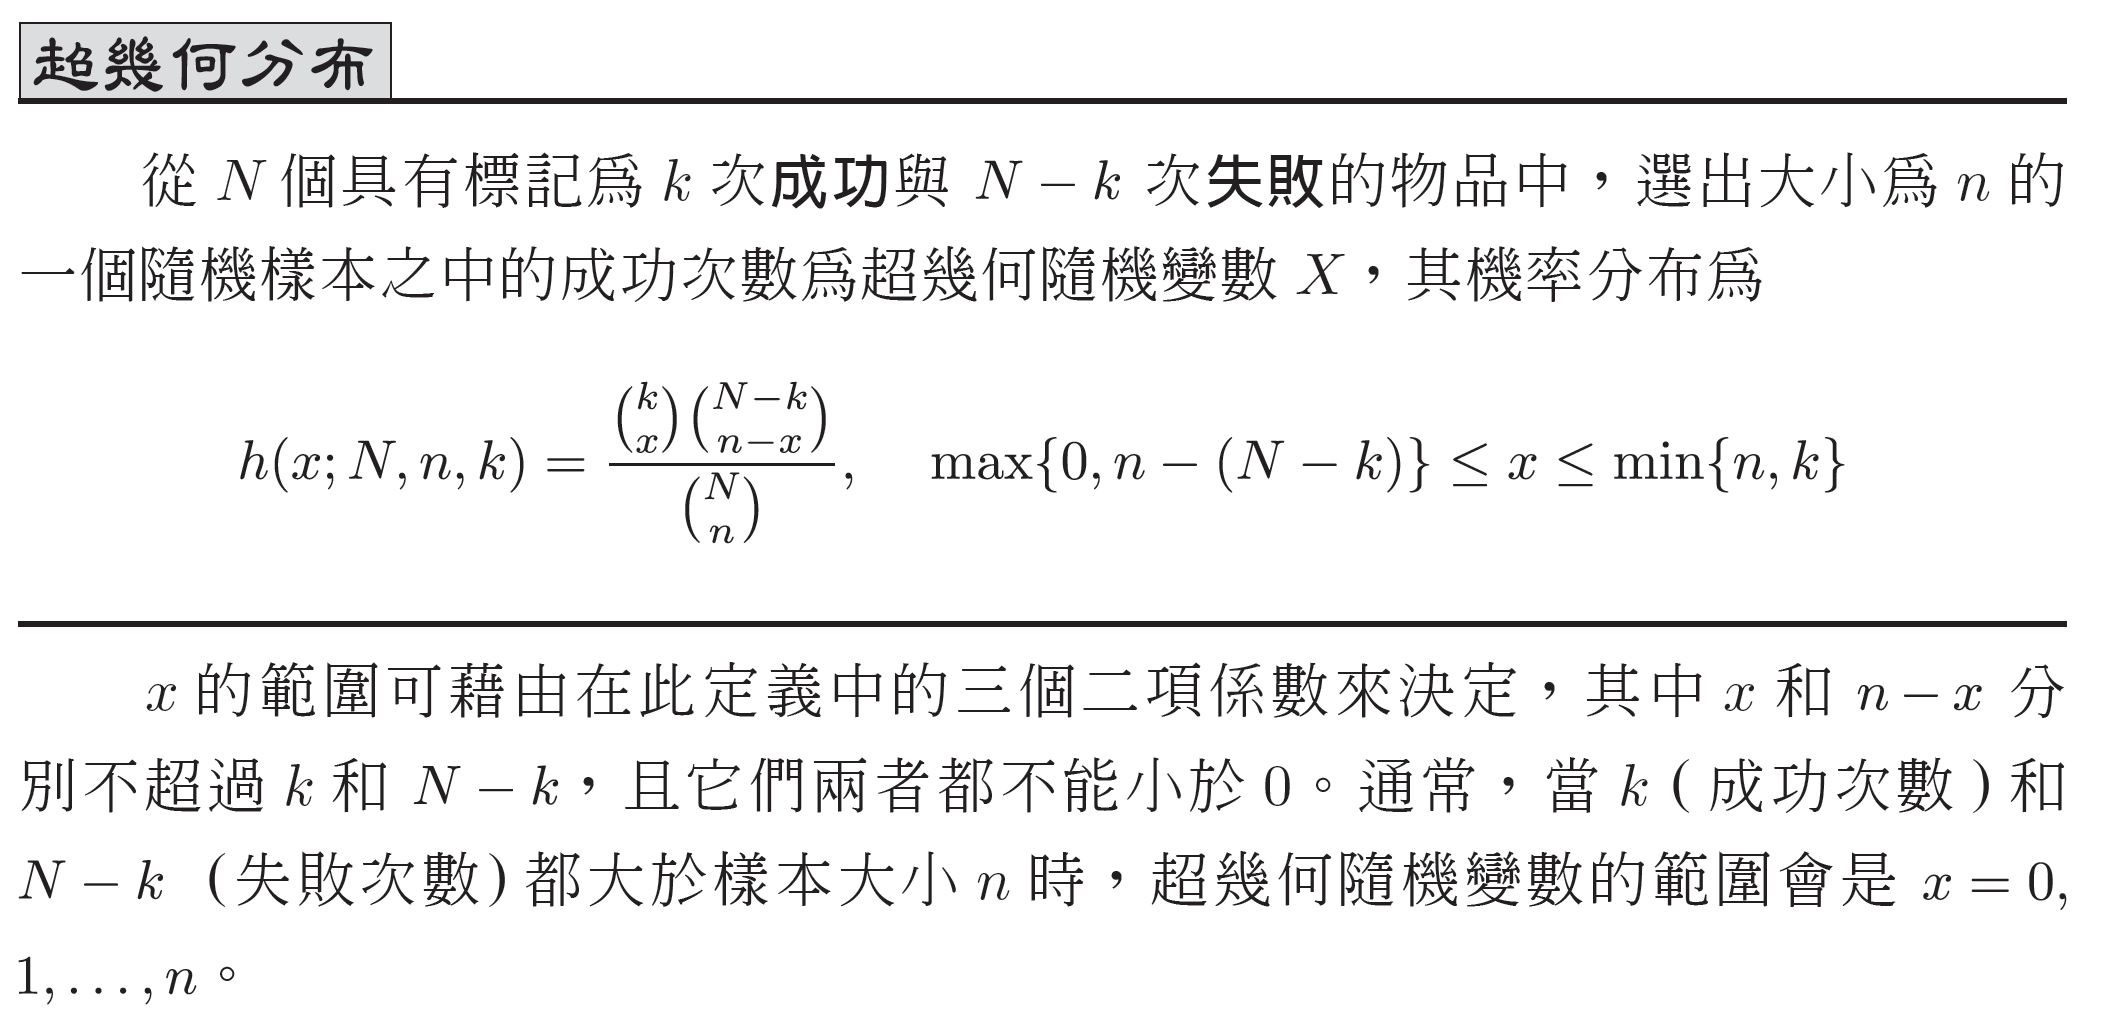 超幾何分布
從 N 個具有標記爲 k 次成功與 N − k 次失敗的物品中，選出大小爲 n 的
一個隨機樣本之中的成功次數爲超幾何隨機變數 X，其機率分布爲
h(x; N, n, k) = \frac{\binom{k}{x}\binom{N-k}{n-x}}{\binom{N}{n}}, max{0, n − (N − k)} ≤ x ≤ min{n, k}
x 的範圍可藉由在此定義中的三個二項係數來決定，其中 x 和 n − x 分
別不超過 k 和 N − k，且它們兩者都不能小於 0。通常，當 k (成功次數) 和
N − k (失敗次數) 都大於樣本大小 n 時，超幾何隨機變數的範圍會是 x = 0,
1, . . . , n。